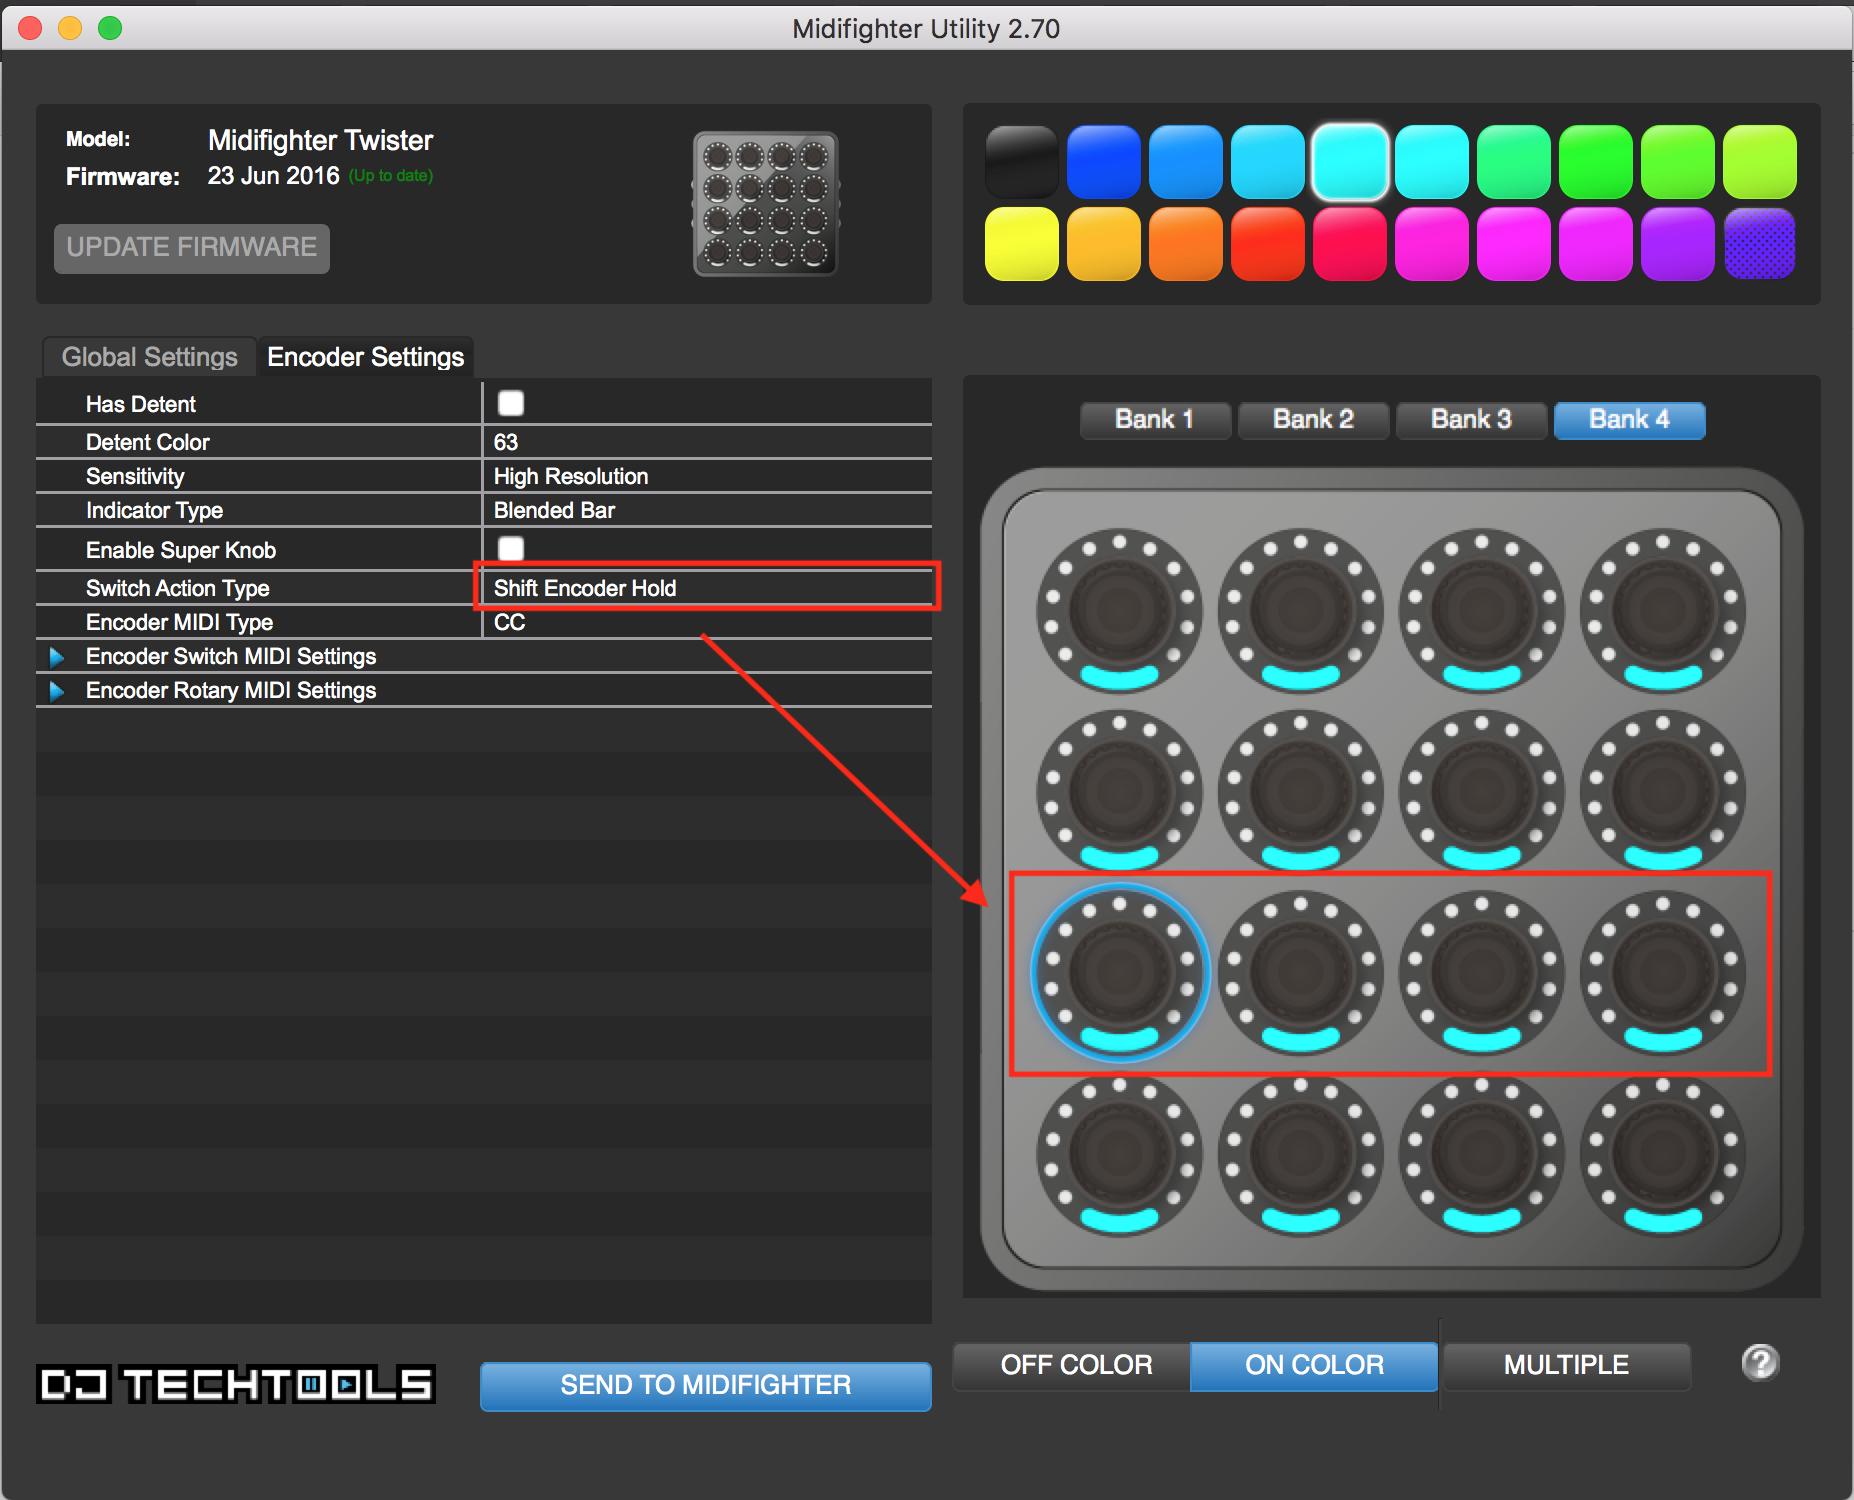 Midifighter Utility 2.70
Model: Midifighter Twister
Firmware: 23 Jun 2016 (Up to date)
UPDATE FIRMWARE
Global Settings Encoder Settings
Has Detent
Detent Color 63
Sensitivity High Resolution
Indicator Type Blended Bar
Enable Super Knob
Switch Action Type Shift Encoder Hold
Encoder MIDI Type CC
Encoder Switch MIDI Settings
Encoder Rotary MIDI Settings
Bank 1 Bank 2 Bank 3 Bank 4
DJ TECHTOOLS
SEND TO MIDIFIGHTER
OFF COLOR ON COLOR MULTIPLE ?